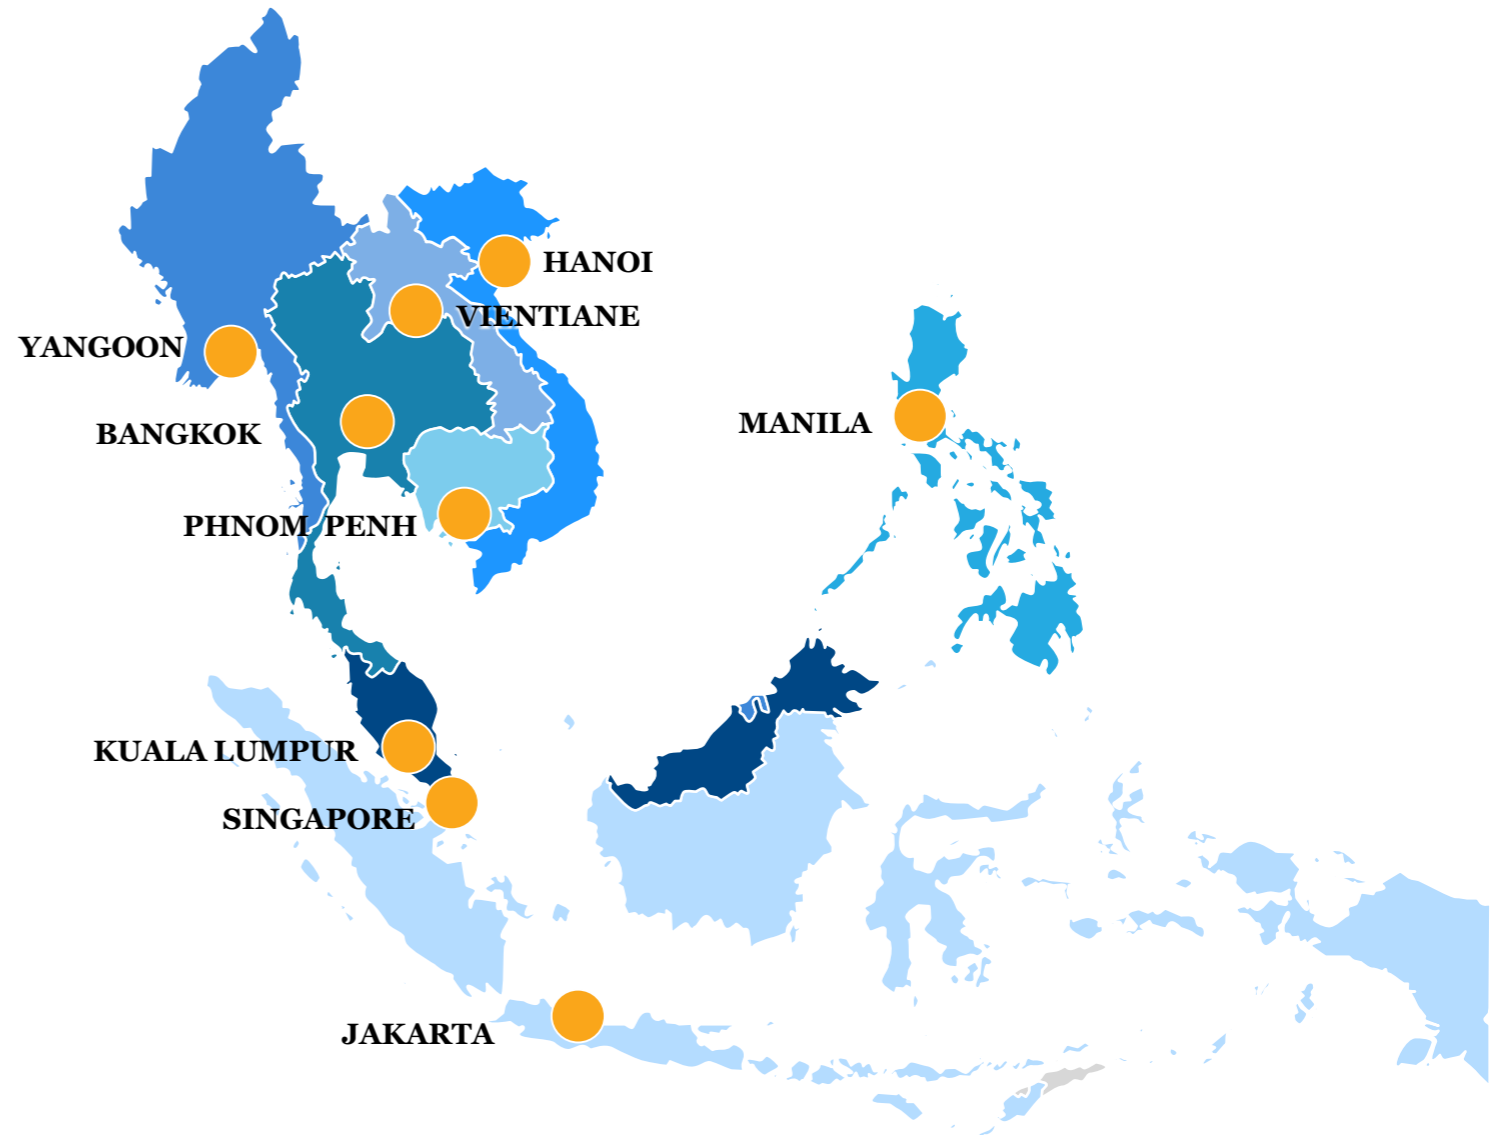 HANOI
VIENTIANE
YANGOON
MANILA
BANGKOK
PHNOM PENH
KUALA LUMPUR
SINGAPORE
JAKARTA